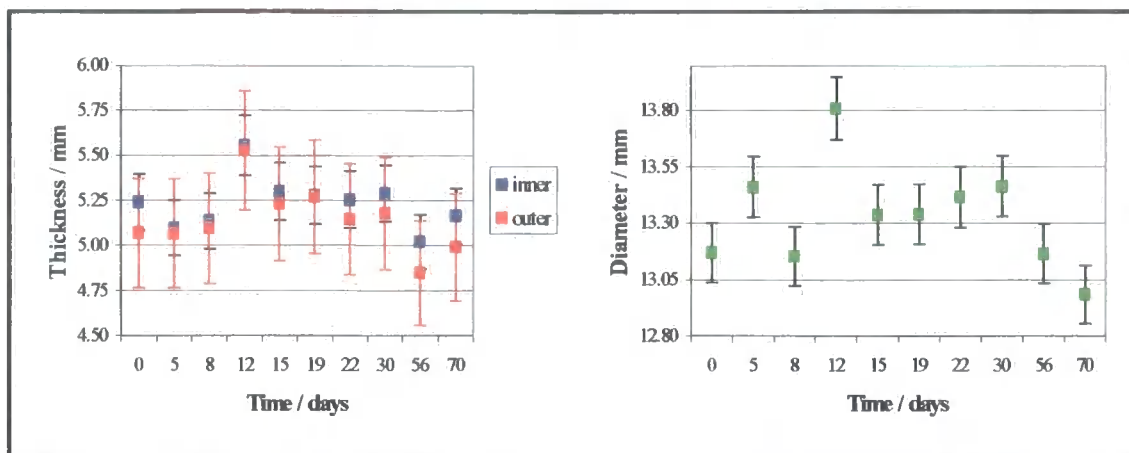 6.00
5.75
5.50
5.25
5.00
4.75
4.50
Thickness / mm
0 5 8 12 15 19 22 30 56 70
Time / days
inner
outer
13.80
13.55
13.30
13.05
12.80
Diameter / mm
0 5 8 12 15 19 22 30 56 70
Time / days